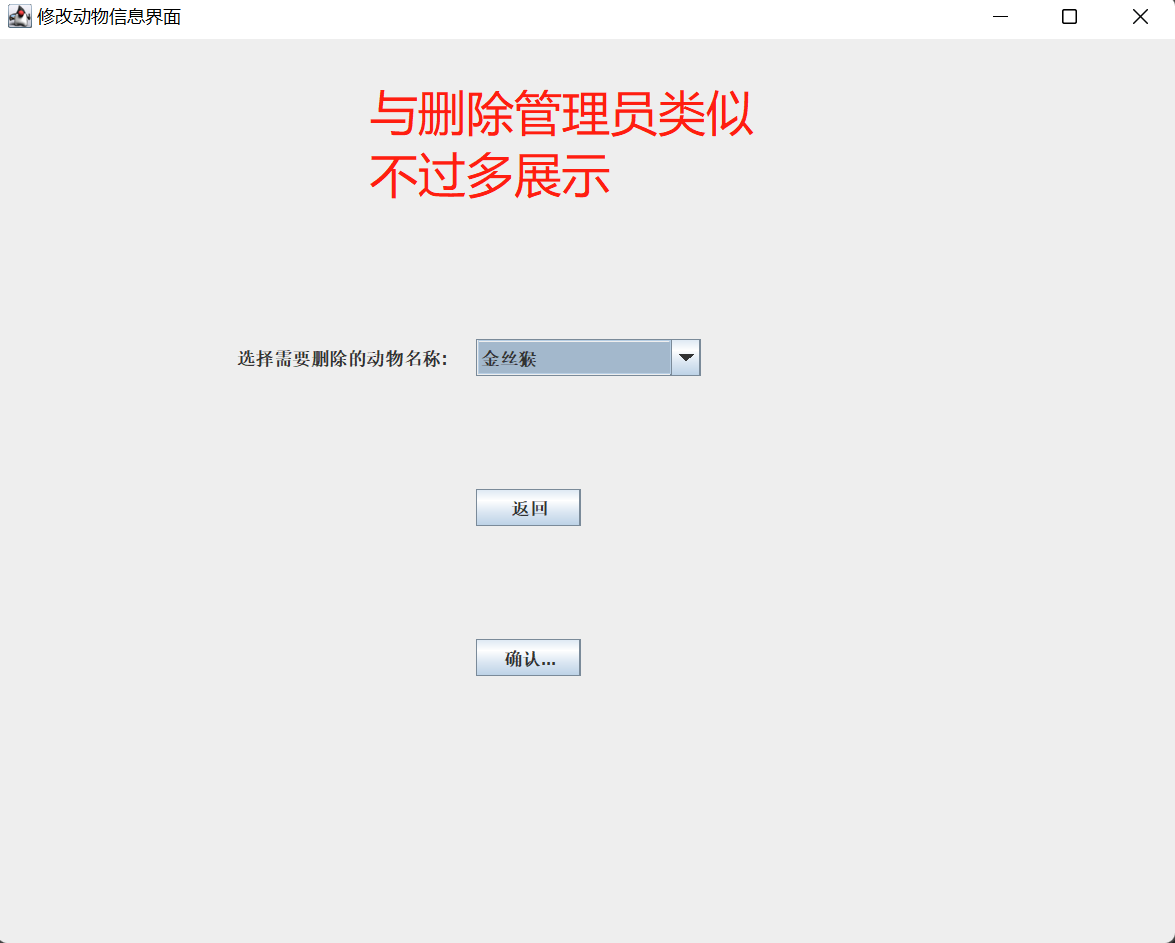 修改动物信息界面
与删除管理员类似
不过多展示
选择需要删除的动物名称:
金丝猴
返回
确认...